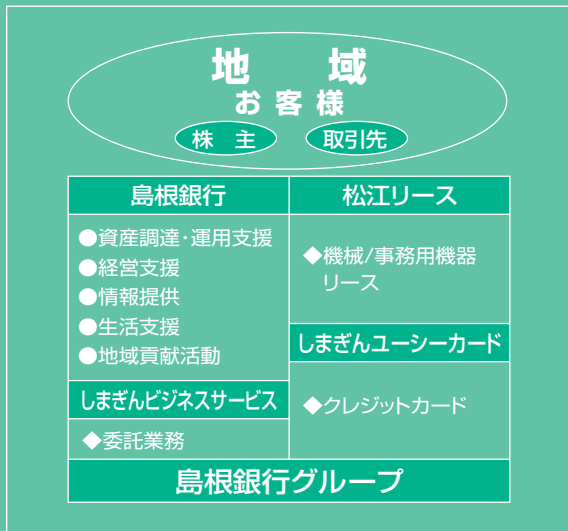 地　域
お客様
株　主
取引先
島根銀行
●資産調達・運用支援
●経営支援
●情報提供
●生活支援
●地域貢献活動
しまぎんビジネスサービス
◆委託業務
松江リース
◆機械/事務用機器
リース
しまぎんユーシーカード
◆クレジットカード
島根銀行グループ